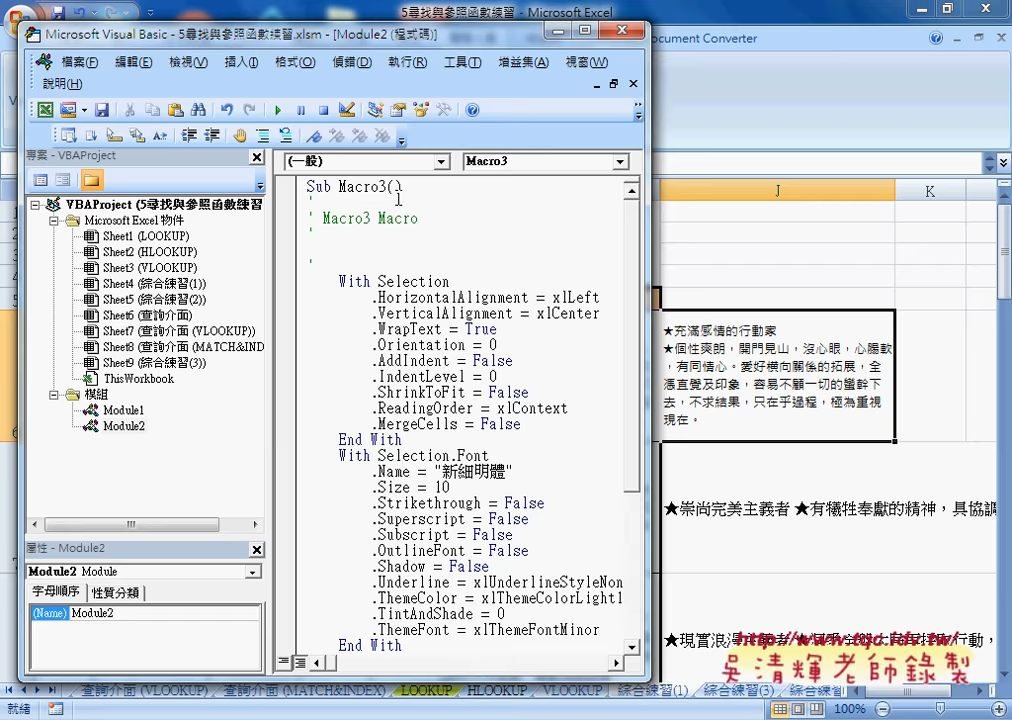 5尋找與參照函數練習 - Microsoft Excel
Microsoft Visual Basic - 5尋找與參照函數練習.xlsm - [Module2 (程式碼)]
ocument Converter
檔案(F) 編輯(E) 檢視(V) 插入(I) 格式(O) 偵錯(D) 執行(R) 工具(T) 增益集(A) 視窗(W)
說明(H)
專案 - VBAProject
(一般)
Macro3
VBAProject (5尋找與參照函數練習
Microsoft Excel 物件
Sheet1 (LOOKUP)
Sheet2 (HLOOKUP)
Sheet3 (VLOOKUP)
Sheet4 (綜合練習(1))
Sheet5 (綜合練習(2))
Sheet6 (查詢介面)
Sheet7 (查詢介面 (VLOOKUP))
Sheet8 (查詢介面 (MATCH&IND
Sheet9 (綜合練習(3))
ThisWorkbook
模組
Module1
Module2
屬性 - Module2
Module2 Module
字母順序 性質分類
(Name) Module2
Sub Macro3()
'
' Macro3 Macro
'
'
With Selection
.HorizontalAlignment = xlLeft
.VerticalAlignment = xlCenter
.WrapText = True
.Orientation = 0
.AddIndent = False
.IndentLevel = 0
.ShrinkToFit = False
.ReadingOrder = xlContext
.MergeCells = False
End With
With Selection.Font
.Name = "新細明體"
.Size = 10
.Strikethrough = False
.Superscript = False
.Subscript = False
.OutlineFont = False
.Shadow = False
.Underline = xlUnderlineStyleNon
.ThemeColor = xlThemeColorLight1
.TintAndShade = 0
.ThemeFont = xlThemeFontMinor
End With
J K
★充滿感情的行動家
★個性爽朗，開門見山，沒心眼，心腸軟
，有同情心。愛好橫向關係的拓展，全
憑直覺及印象，容易不顧一切的蠻幹下
去，不求結果，只在乎過程，極為重視
現在。
★崇尚完美主義者 ★有犧牲奉獻的精神，具協調
http://www.tqc.idv.tw/
吳清輝老師錄製
查詢介面 (VLOOKUP) 查詢介面 (MATCH&INDEX) LOOKUP HLOOKUP VLOOKUP 綜合練習(1) 綜合練習(3) 綜合練習
就緒
100%